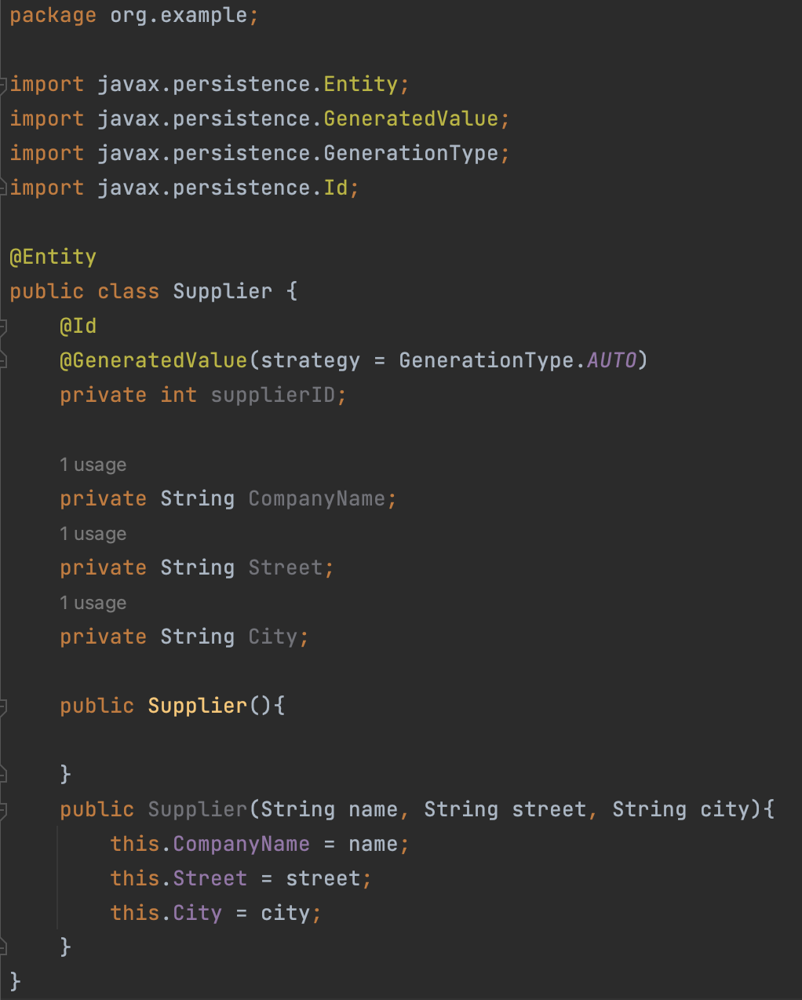 package org.example;
import javax.persistence.Entity;
import javax.persistence.GeneratedValue;
import javax.persistence.GenerationType;
import javax.persistence.Id;
@Entity
public class Supplier {
@Id
@GeneratedValue(strategy = GenerationType.AUTO)
private int supplierID;
1 usage
private String CompanyName;
1 usage
private String Street;
1 usage
private String City;
public Supplier(){
}
public Supplier(String name, String street, String city){
this.CompanyName = name;
this.Street = street;
this.City = city;
}
}